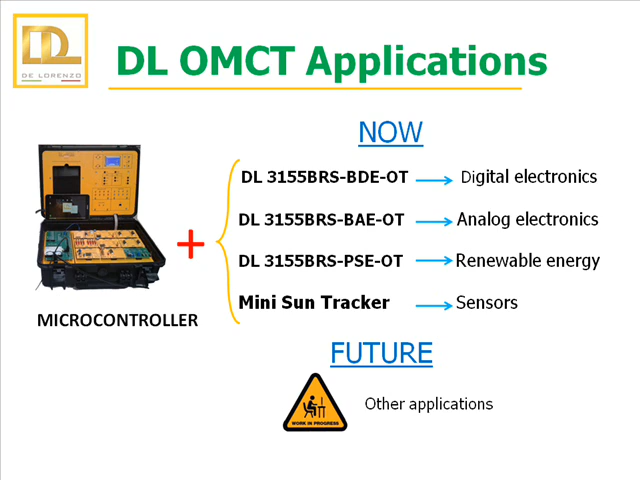 DE LORENZO
DL OMCT Applications
NOW
DL 3155BRS-BDE-OT Digital electronics
DL 3155BRS-BAE-OT Analog electronics
DL 3155BRS-PSE-OT Renewable energy
Mini Sun Tracker Sensors
+
MICROCONTROLLER
FUTURE
WORK IN PROGRESS
Other applications